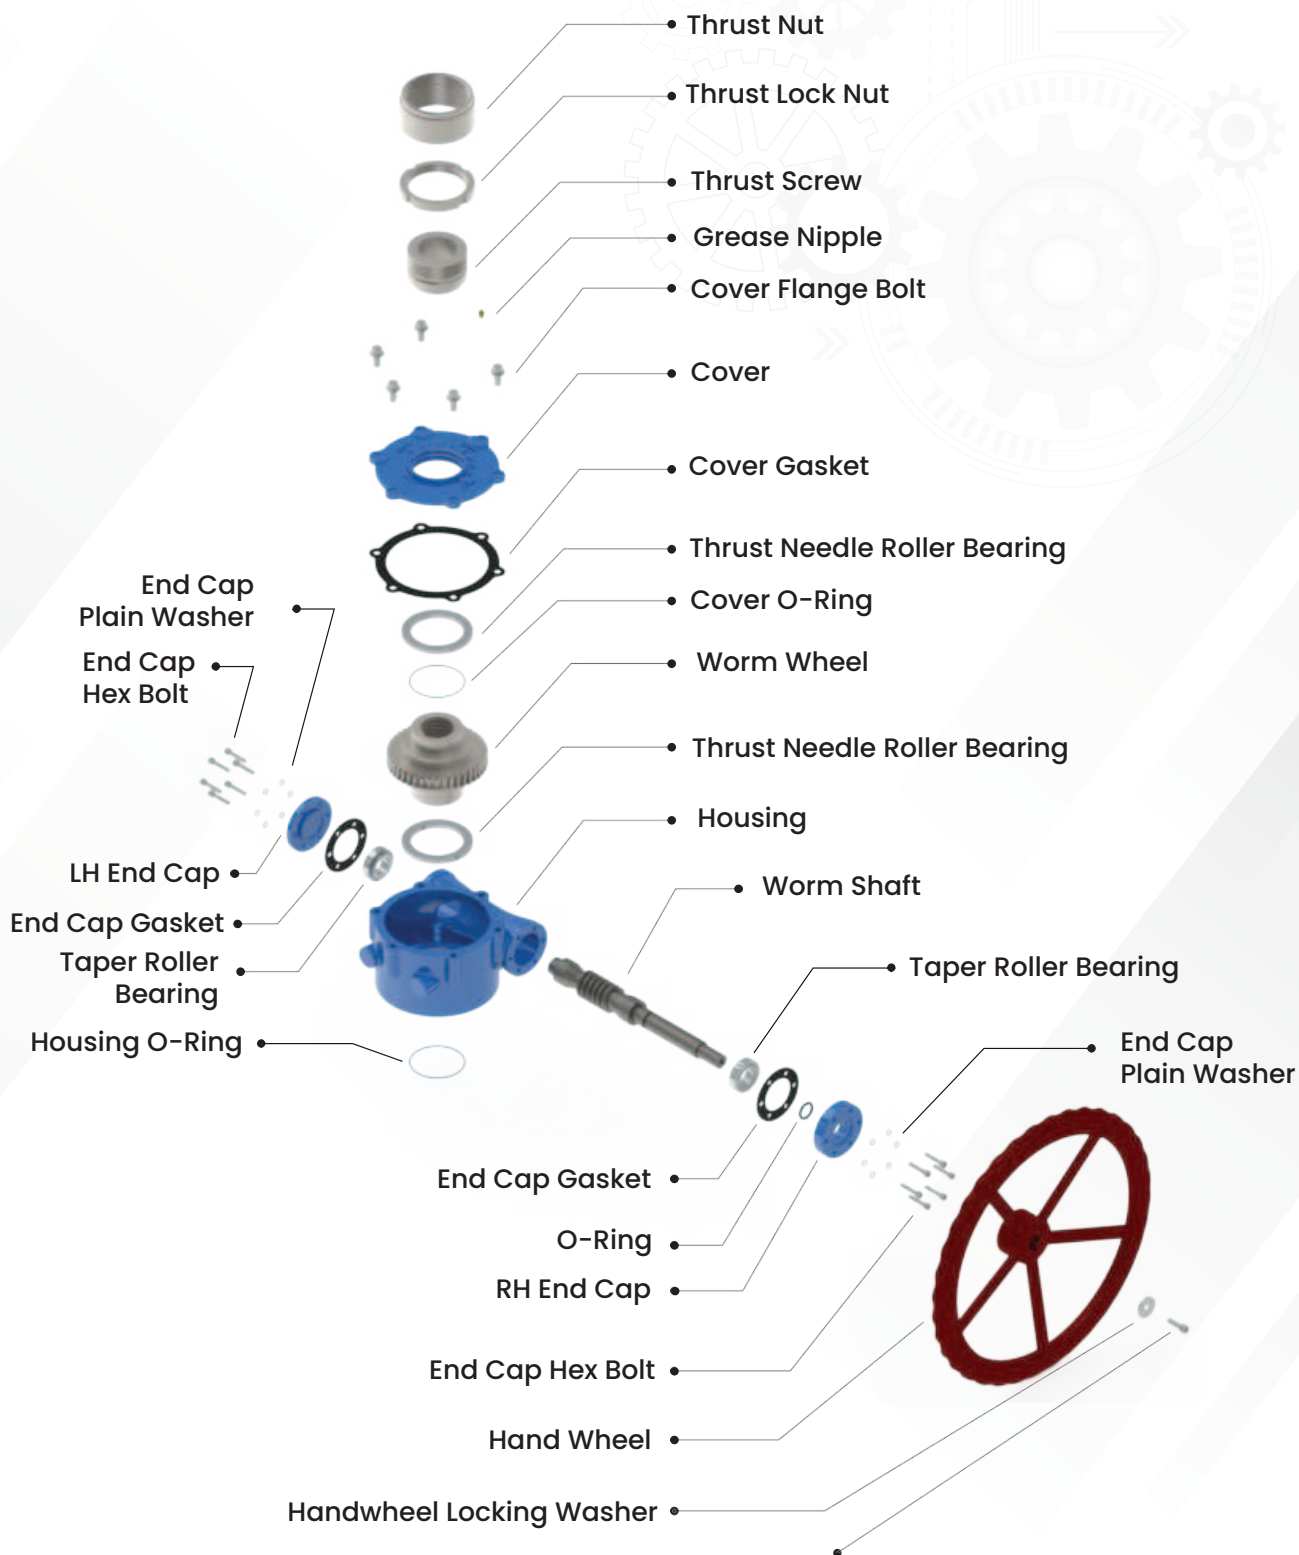 Thrust Nut
Thrust Lock Nut
Thrust Screw
Grease Nipple
Cover Flange Bolt
Cover
Cover Gasket
Thrust Needle Roller Bearing
Cover O-Ring
Worm Wheel
Thrust Needle Roller Bearing
Housing
Worm Shaft
Taper Roller Bearing
End Cap
Plain Washer
End Cap
Plain Washer
End Cap
Hex Bolt
LH End Cap
End Cap Gasket
Taper Roller
Bearing
Housing O-Ring
End Cap Gasket
O-Ring
RH End Cap
End Cap Hex Bolt
Hand Wheel
Handwheel Locking Washer